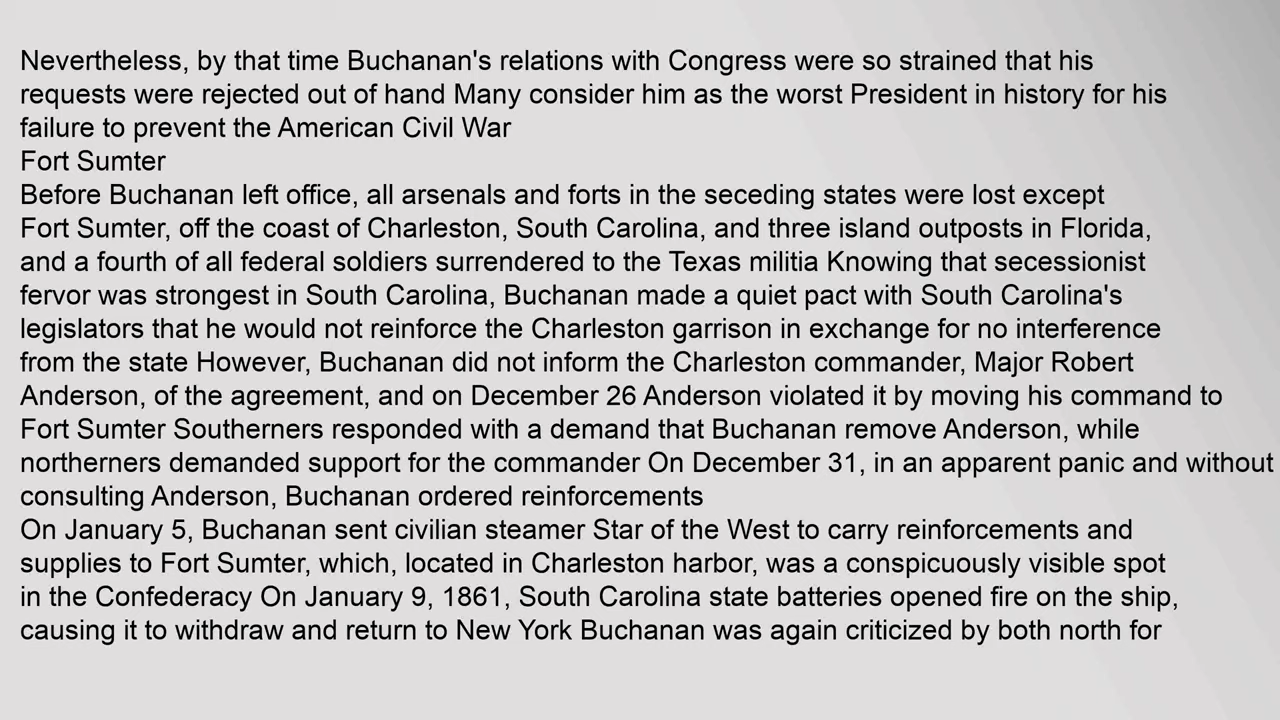 Nevertheless, by that time Buchanan's relations with Congress were so strained that his
requests were rejected out of hand Many consider him as the worst President in history for his
failure to prevent the American Civil War
Fort Sumter
Before Buchanan left office, all arsenals and forts in the seceding states were lost except
Fort Sumter, off the coast of Charleston, South Carolina, and three island outposts in Florida,
and a fourth of all federal soldiers surrendered to the Texas militia Knowing that secessionist
fervor was strongest in South Carolina, Buchanan made a quiet pact with South Carolina's
legislators that he would not reinforce the Charleston garrison in exchange for no interference
from the state However, Buchanan did not inform the Charleston commander, Major Robert
Anderson, of the agreement, and on December 26 Anderson violated it by moving his command to
Fort Sumter Southerners responded with a demand that Buchanan remove Anderson, while
northerners demanded support for the commander On December 31, in an apparent panic and without
consulting Anderson, Buchanan ordered reinforcements
On January 5, Buchanan sent civilian steamer Star of the West to carry reinforcements and
supplies to Fort Sumter, which, located in Charleston harbor, was a conspicuously visible spot
in the Confederacy On January 9, 1861, South Carolina state batteries opened fire on the ship,
causing it to withdraw and return to New York Buchanan was again criticized by both north for